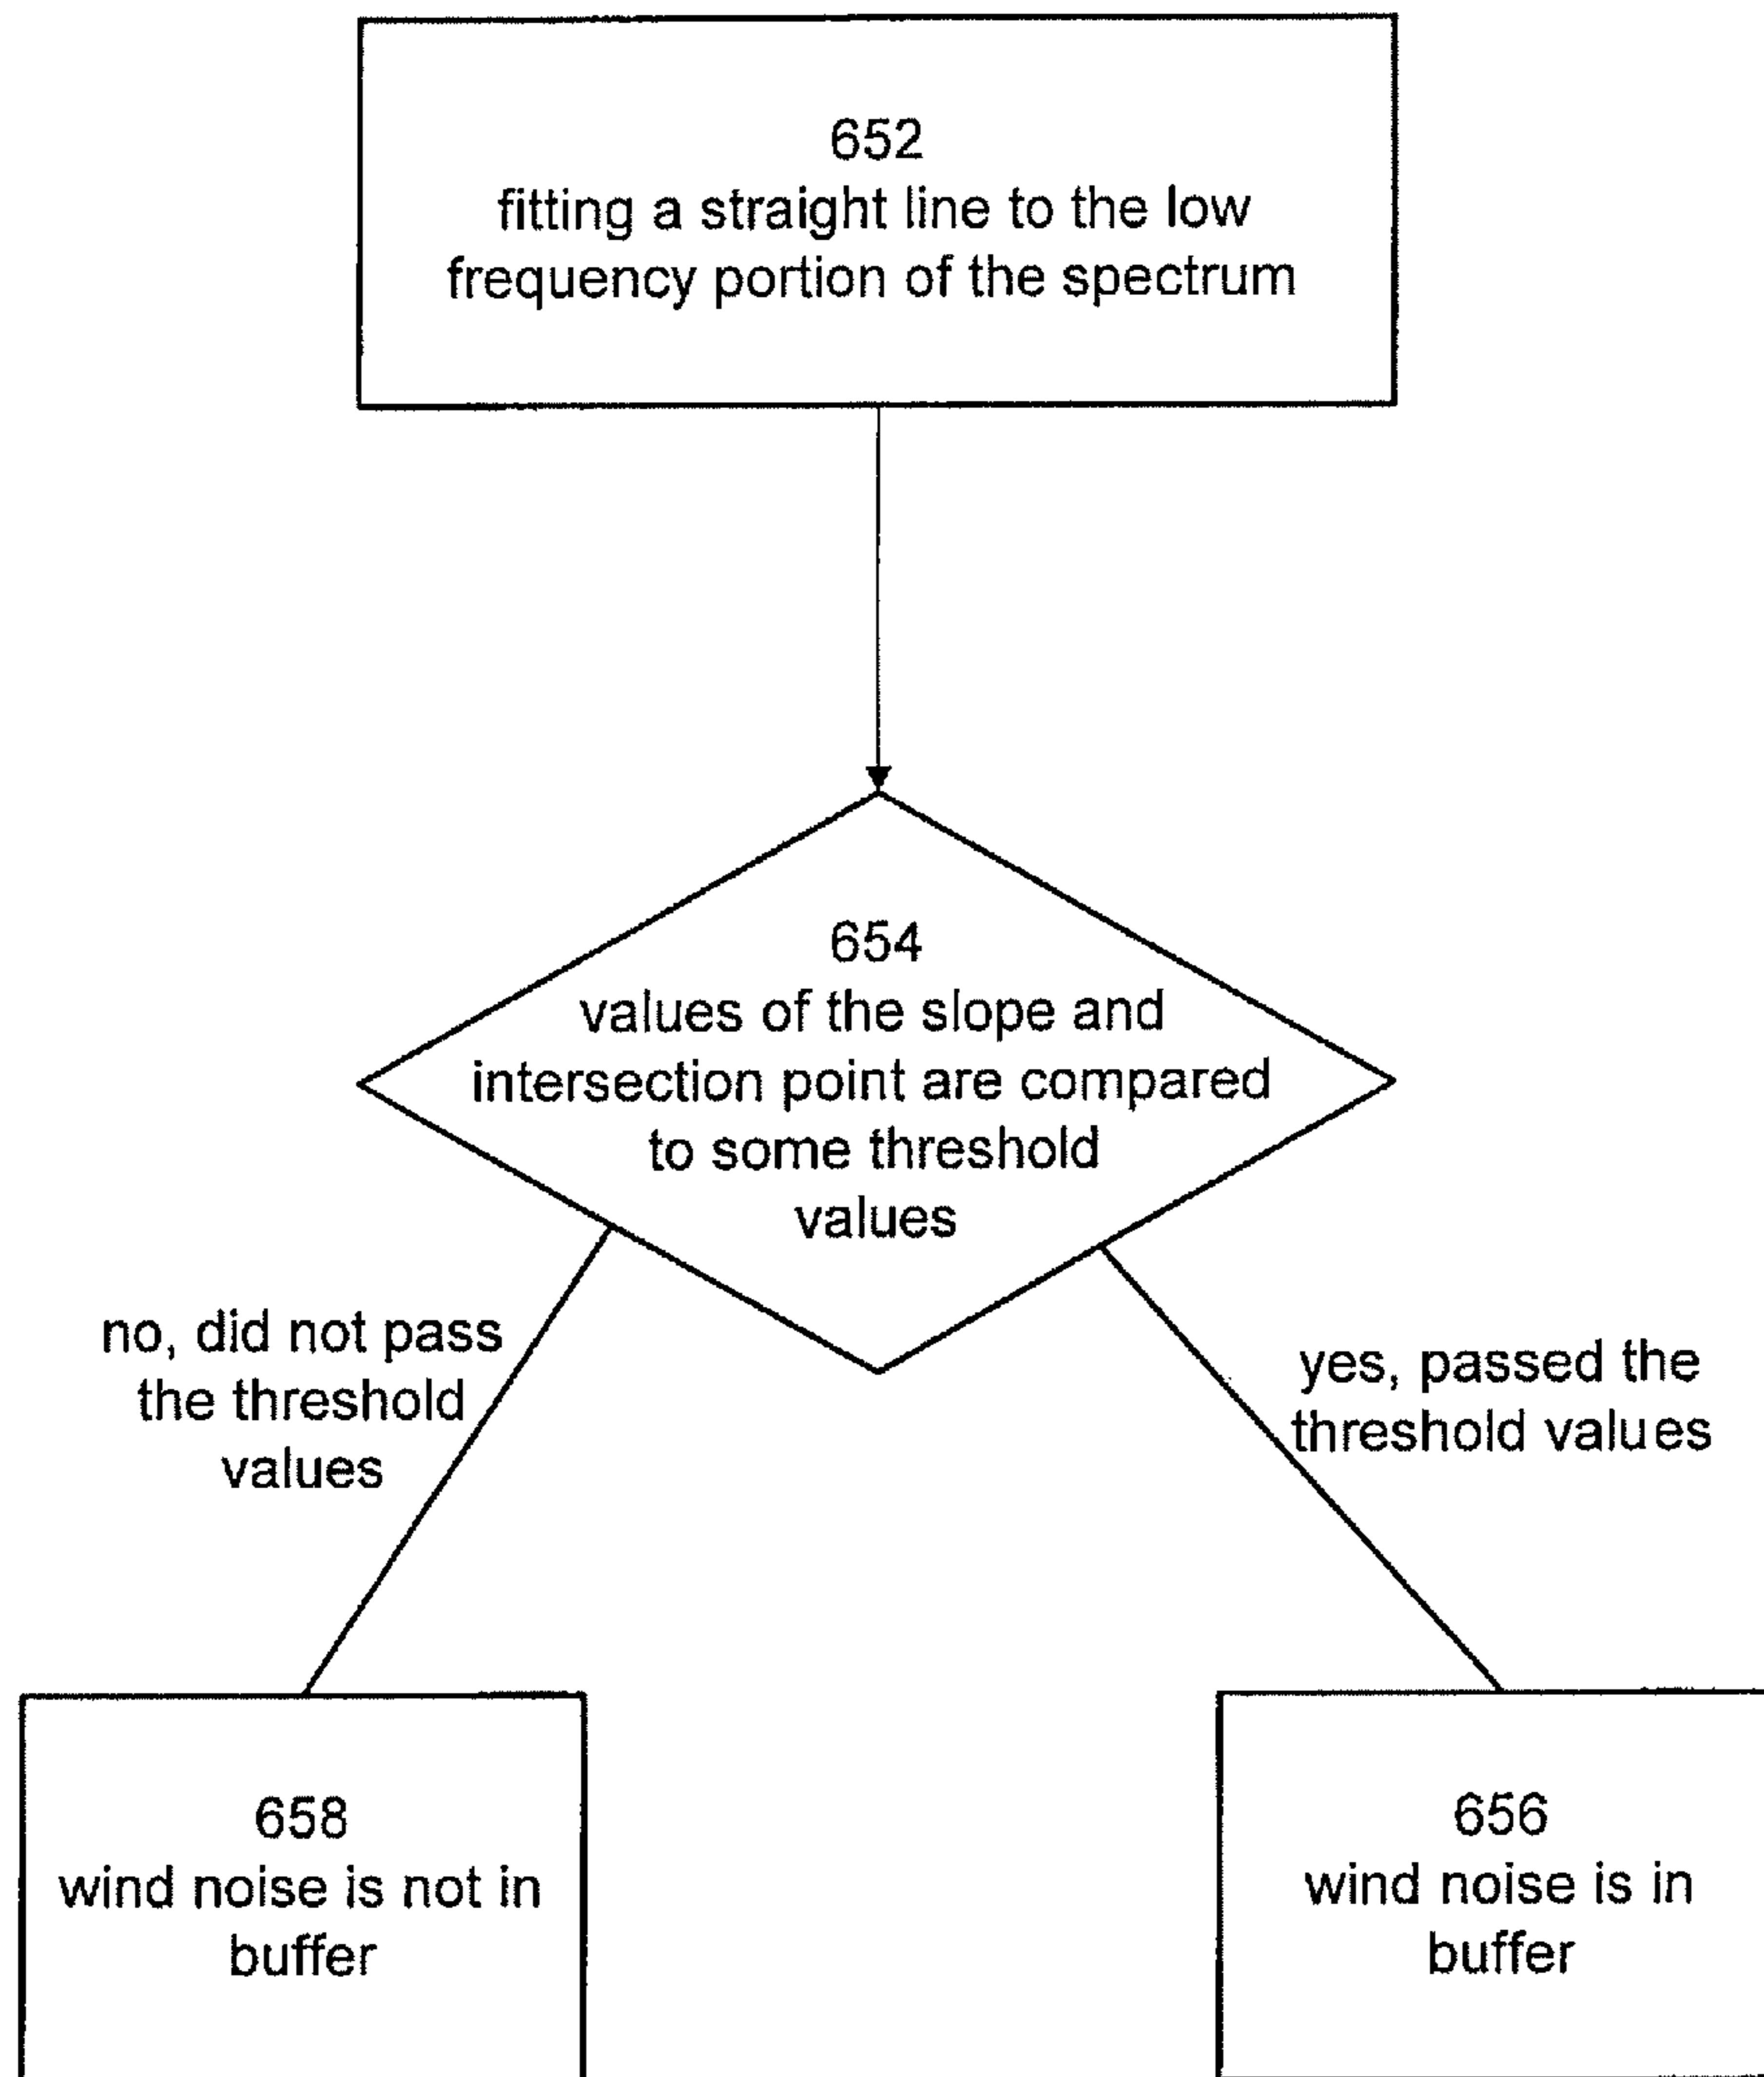 652
fitting a straight line to the low
frequency portion of the spectrum
654
values of the slope and
intersection point are compared
to some threshold
values
no, did not pass
the threshold
values
yes, passed the
threshold values
658
wind noise is not in
buffer
656
wind noise is in
buffer